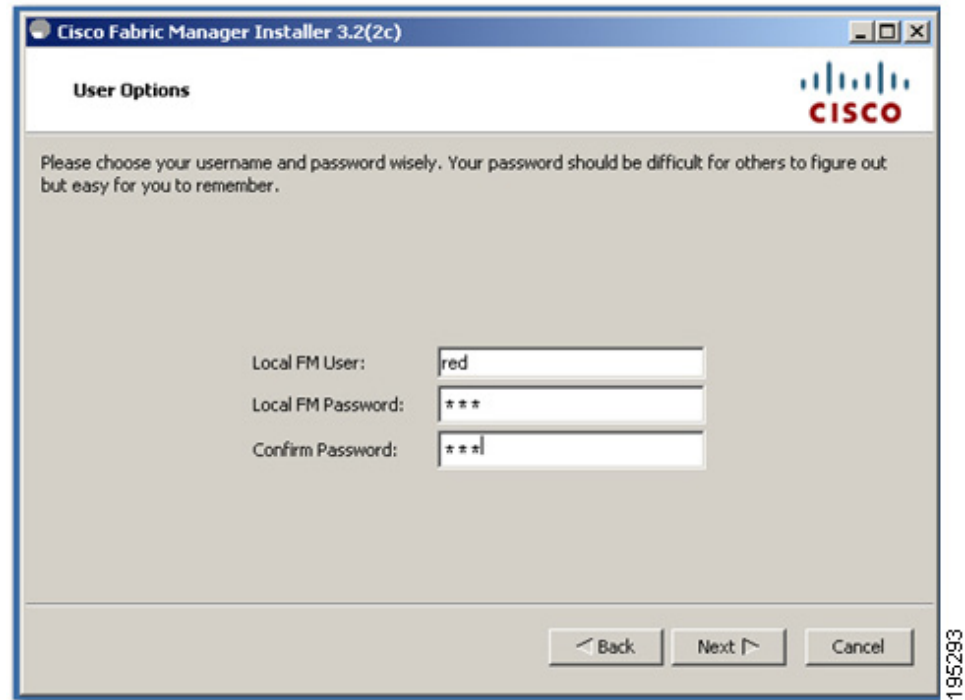 Cisco Fabric Manager Installer 3.2(2c)
User Options
CISCO
Please choose your username and password wisely. Your password should be difficult for others to figure out
but easy for you to remember.
Local FM User: red
Local FM Password: ***
Confirm Password: ***
Back Next Cancel
195293